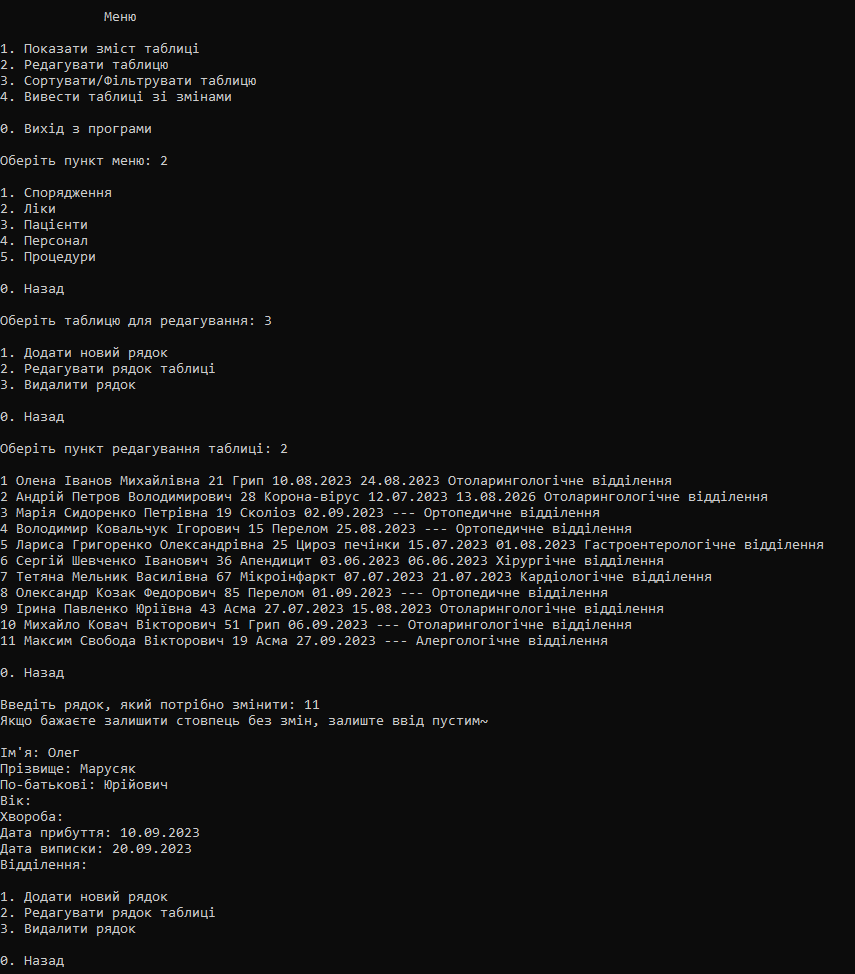 Меню
1. Показати зміст таблиці
2. Редагувати таблицю
3. Сортувати/Фільтрувати таблицю
4. Вивести таблиці зі змінами
0. Вихід з програми
Оберіть пункт меню: 2
1. Спорядження
2. Ліки
3. Пацієнти
4. Персонал
5. Процедури
0. Назад
Оберіть таблицю для редагування: 3
1. Додати новий рядок
2. Редагувати рядок таблиці
3. Видалити рядок
0. Назад
Оберіть пункт редагування таблиці: 2
1 Олена Іванов Михайлівна 21 Грип 10.08.2023 24.08.2023 Отоларингологічне відділення
2 Андрій Петров Володимирович 28 Корона-вірус 12.07.2023 13.08.2026 Отоларингологічне відділення
3 Марія Сидоренко Петрівна 19 Сколіоз 02.09.2023 --- Ортопедичне відділення
4 Володимир Ковальчук Ігорович 15 Перелом 25.08.2023 --- Ортопедичне відділення
5 Лариса Григоренко Олександрівна 25 Цироз печінки 15.07.2023 01.08.2023 Гастроентерологічне відділення
6 Сергій Шевченко Іванович 36 Апендицит 03.06.2023 06.06.2023 Хірургічне відділення
7 Тетяна Мельник Василівна 67 Мікроінфаркт 07.07.2023 21.07.2023 Кардіологічне відділення
8 Олександр Козак Федорович 85 Перелом 01.09.2023 --- Ортопедичне відділення
9 Ірина Павленко Юріївна 43 Асма 27.07.2023 15.08.2023 Отоларингологічне відділення
10 Михайло Ковач Вікторович 51 Грип 06.09.2023 --- Отоларингологічне відділення
11 Максим Свобода Вікторович 19 Асма 27.09.2023 --- Алергологічне відділення
0. Назад
Введіть рядок, який потрібно змінити: 11
Якщо бажаєте залишити стовпець без змін, залиште ввід пустим~
Ім'я: Олег
Прізвище: Марусяк
По-батькові: Юрійович
Вік:
Хвороба:
Дата прибуття: 10.09.2023
Дата виписки: 20.09.2023
Відділення:
1. Додати новий рядок
2. Редагувати рядок таблиці
3. Видалити рядок
0. Назад